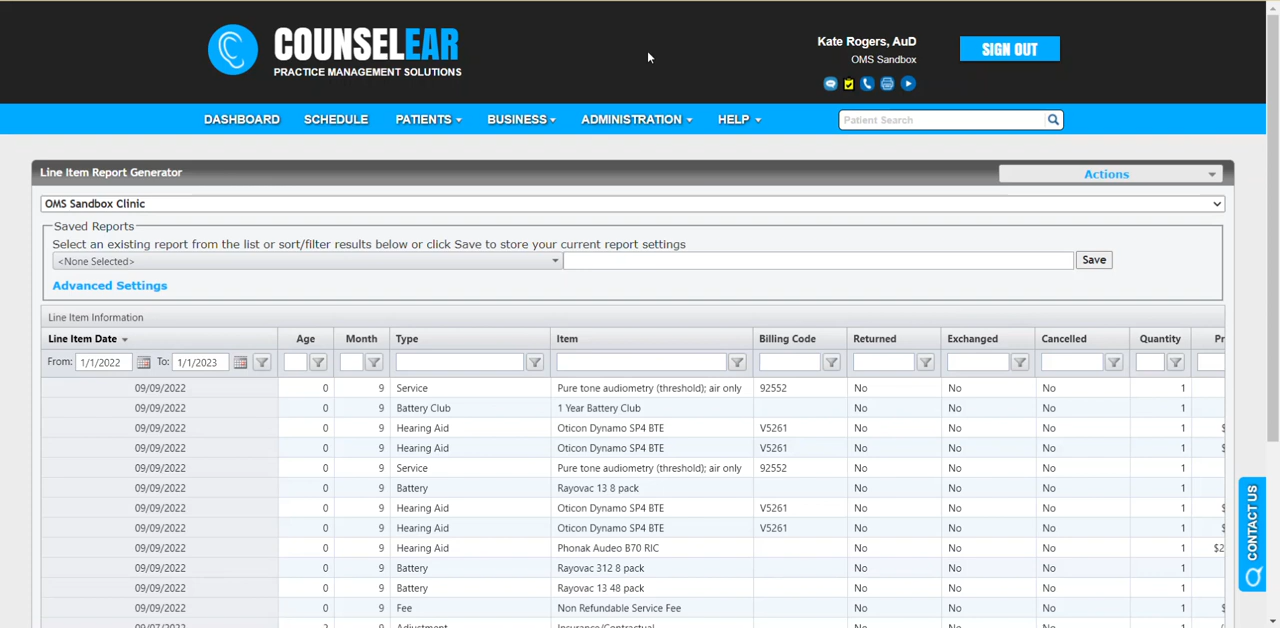 COUNSELEAR
PRACTICE MANAGEMENT SOLUTIONS
Kate Rogers, AuD
OMS Sandbox
SIGN OUT
DASHBOARD SCHEDULE PATIENTS BUSINESS ADMINISTRATION HELP Patient Search
Line Item Report Generator Actions
OMS Sandbox Clinic
Saved Reports
Select an existing report from the list or sort/filter results below or click Save to store your current report settings
<None Selected> Save
Advanced Settings
Line Item Information
Line Item Date Age Month Type Item Billing Code Returned Exchanged Cancelled Quantity Pr
From: 1/1/2022 To: 1/1/2023
09/09/2022 0 9 Service Pure tone audiometry (threshold); air only 92552 No No No 1
09/09/2022 0 9 Battery Club 1 Year Battery Club No No No 1
09/09/2022 0 9 Hearing Aid Oticon Dynamo SP4 BTE V5261 No No No 1 $
09/09/2022 0 9 Hearing Aid Oticon Dynamo SP4 BTE V5261 No No No 1 $
09/09/2022 0 9 Service Pure tone audiometry (threshold); air only 92552 No No No 1
09/09/2022 0 9 Battery Rayovac 13 8 pack No No No 1
09/09/2022 0 9 Hearing Aid Oticon Dynamo SP4 BTE V5261 No No No 1 $
09/09/2022 0 9 Hearing Aid Oticon Dynamo SP4 BTE V5261 No No No 1 $
09/09/2022 0 9 Hearing Aid Phonak Audeo B70 RIC No No No 1 $2
09/09/2022 0 9 Battery Rayovac 312 8 pack No No No 1
09/09/2022 0 9 Battery Rayovac 13 48 pack No No No 1
09/09/2022 0 9 Fee Non Refundable Service Fee No No No 1 $
09/07/2022 9 Adjustment Insurance/Contractual No No No 1
CONTACT US